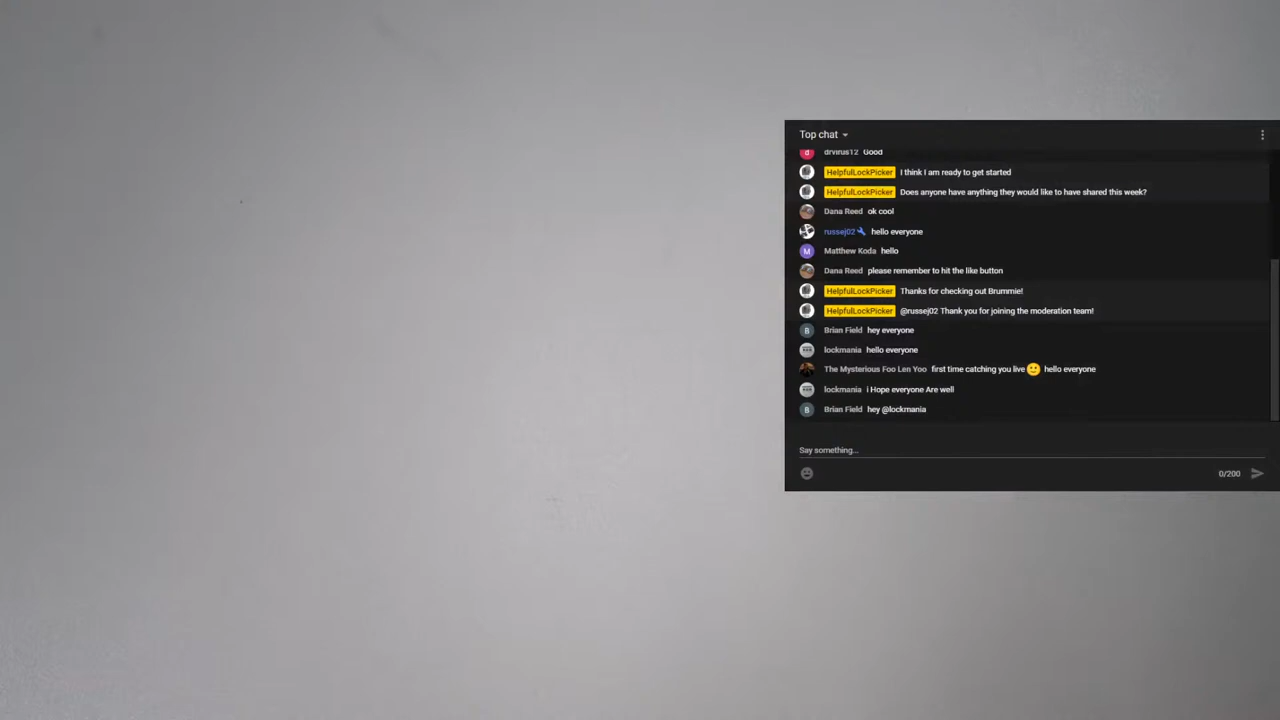 Top chat
d drvirus12 Good
HelpfulLockPicker I think I am ready to get started
HelpfulLockPicker Does anyone have anything they would like to have shared this week?
Dana Reed ok cool
russej02 hello everyone
M Matthew Koda hello
Dana Reed please remember to hit the like button
HelpfulLockPicker Thanks for checking out Brummie!
HelpfulLockPicker @russej02 Thank you for joining the moderation team!
B Brian Field hey everyone
lockmania hello everyone
The Mysterious Foo Len Yoo first time catching you live 🙂 hello everyone
lockmania i Hope everyone Are well
B Brian Field hey @lockmania
Say something...
0/200